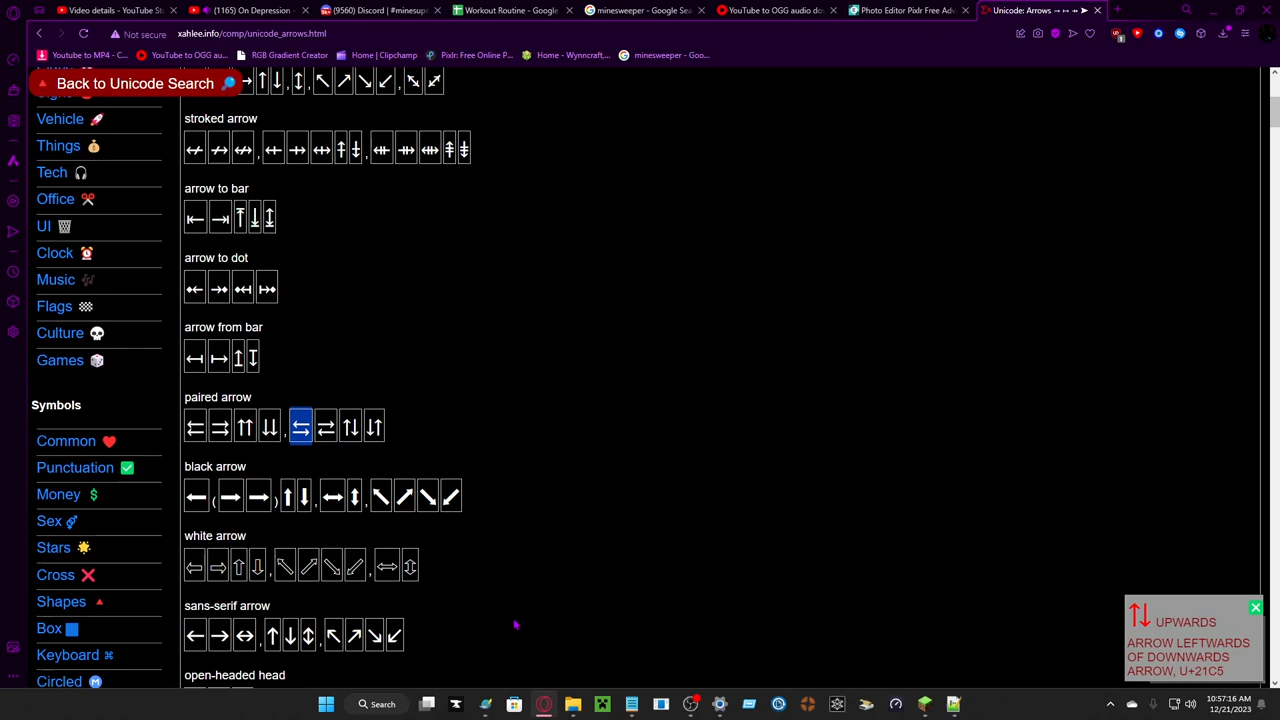 Video details - YouTube St
(1165) On Depression -
(9560) Discord | #minesupe
Workout Routine - Google
minesweeper - Google Sea
YouTube to OGG audio do
Photo Editor Pixlr Free Adv
Unicode: Arrows → ↦ ↠ ➤
Not secure
xahlee.info/comp/unicode_arrows.html
Youtube to MP4 - C...
YouTube to OGG au...
RGB Gradient Creator
Home | Clipchamp
Pixlr: Free Online P...
Home - Wynncraft,...
minesweeper - Goo...
🔺 Back to Unicode Search 🔎
↑↓,↕,↖↗↘↙,⤡⤢
Vehicle 🚀
Things 💰
Tech 🎧
Office ✂️
UI 🗑
Clock ⏰
Music 🎶
Flags 🏁
Culture 💀
Games 🎲
Symbols
Common ❤️
Punctuation ✅
Money 💲
Sex ⚤
Stars 🌟
Cross ❌
Shapes 🔺
Box 🟦
Keyboard ⌘
Circled Ⓜ️
stroked arrow
↚↛↮,⇷⇸⇹⤉⤈,⇺⇻⇼⇞⇟
arrow to bar
⇤⇥⤒⤓↨
arrow to dot
⤝⤞⤟⤠
arrow from bar
↤↦↥↧
paired arrow
⇇⇉⇈⇊,⇆⇄⇅⇵
black arrow
⬅(⮕➡)⬆⬇,⬌⬍,⬉⬈⬊⬋
white arrow
⇦⇨⇧⇩,⬁⬀⬂⬃,⬄⇳
sans-serif arrow
🡐🡒🡘,🡑🡓🡙,🡔🡕🡖🡗
open-headed head
⇅ UPWARDS
ARROW LEFTWARDS
OF DOWNWARDS
ARROW, U+21C5
Search
10:57:16 AM
12/21/2023